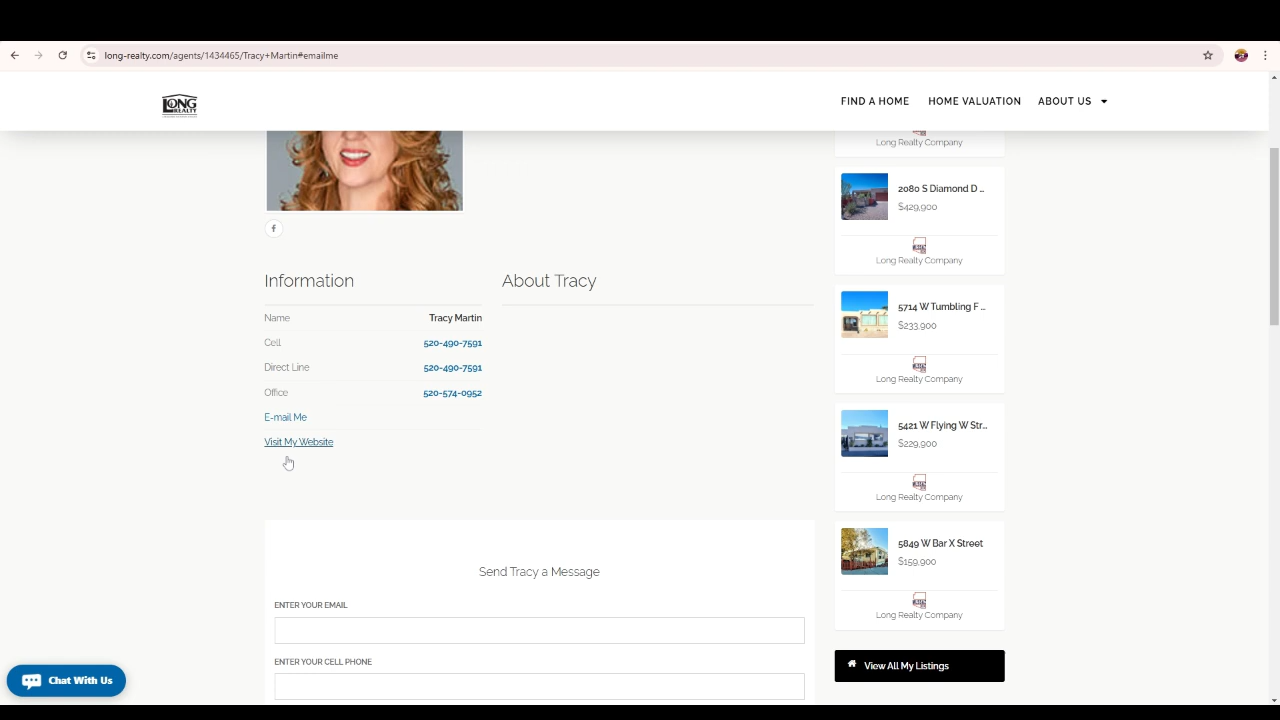 long-realty.com/agents/1434465/Tracy+Martin#emailme
LONG
REALTY
FIND A HOME
HOME VALUATION
ABOUT US
Information
Name
Tracy Martin
Cell
520-490-7591
Direct Line
520-490-7591
Office
520-574-0952
E-mail Me
Visit My Website
About Tracy
Send Tracy a Message
ENTER YOUR EMAIL
ENTER YOUR CELL PHONE
Long Realty Company
2080 S Diamond D ...
$429,900
Long Realty Company
5714 W Tumbling F ...
$233,900
Long Realty Company
5421 W Flying W Str...
$229,900
Long Realty Company
5849 W Bar X Street
$159,900
Long Realty Company
View All My Listings
Chat With Us